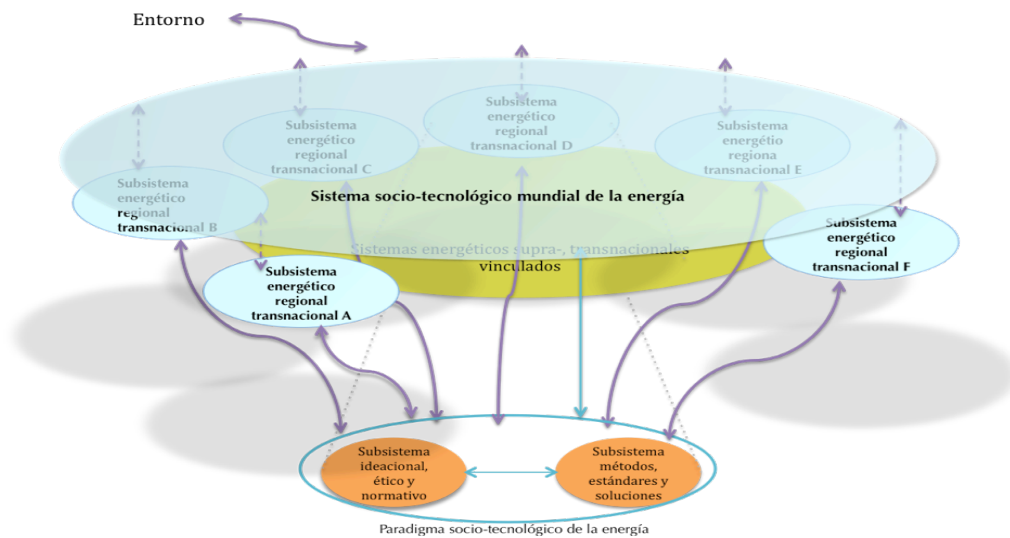 Entorno
Subsistema
energético
regional
transnacional C
Subsistema
energético
regional
transnacional D
Subsistema
energétio
regiona
transnacional E
Subsistema
energético
regional
transnacional B
Sistema socio-tecnológico mundial de la energía
Subsistema
energético
regional
transnacional F
Sistemas energéticos supra-, transnacionales
vinculados
Subsistema
energético
regional
transnacional A
Subsistema
ideacional,
ético y
normativo
Subsistema
métodos,
estándares y
soluciones
Paradigma socio-tecnológico de la energía